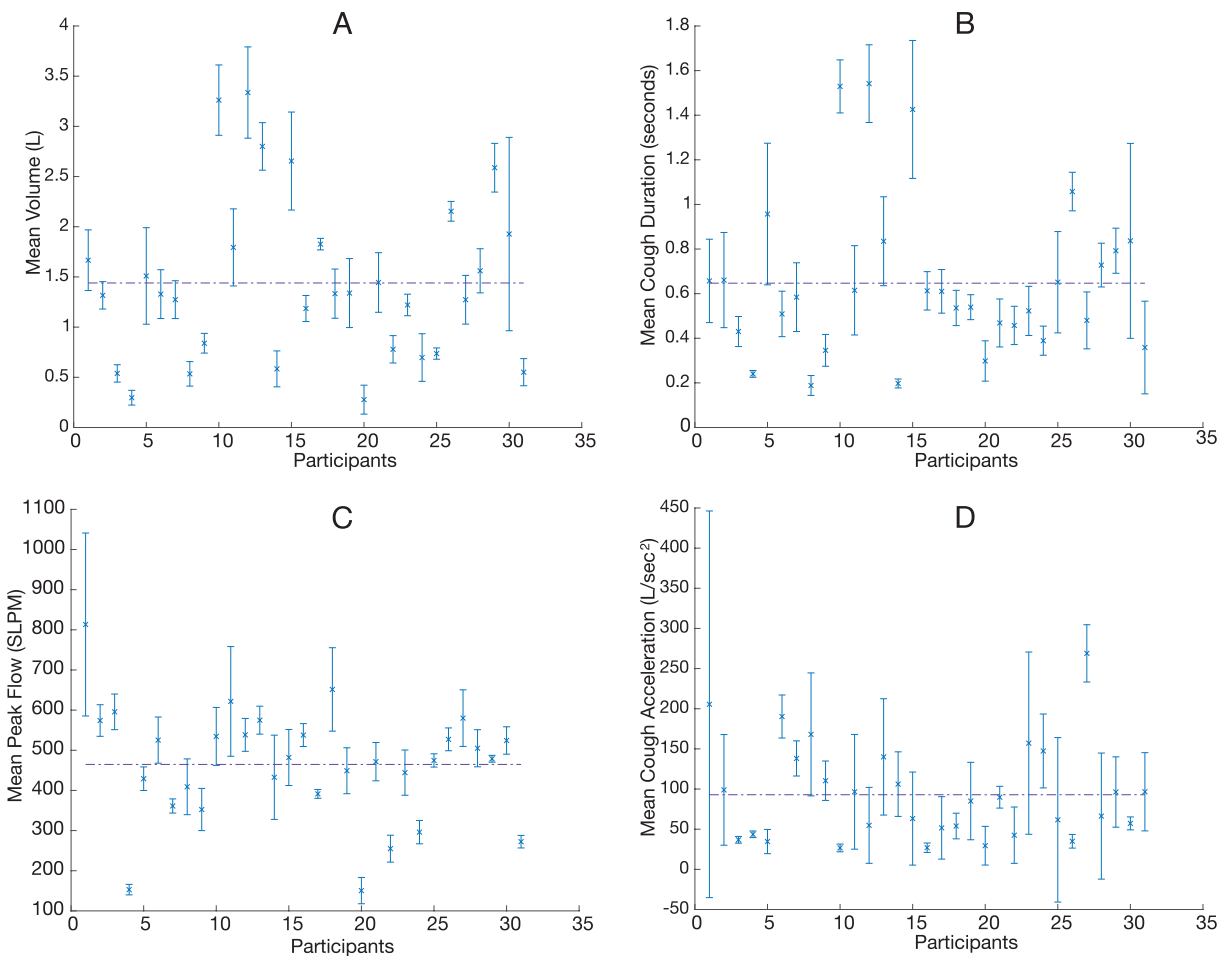 A
Mean Volume (L)
4
3.5
3
2.5
2
1.5
1
0.5
0
0 5 10 15 20 25 30 35
Participants
B
Mean Cough Duration (seconds)
1.8
1.6
1.4
1.2
1
0.8
0.6
0.4
0.2
0
0 5 10 15 20 25 30 35
Participants
C
Mean Peak Flow (SLPM)
1100
1000
900
800
700
600
500
400
300
200
100
0 5 10 15 20 25 30 35
Participants
D
Mean Cough Acceleration (L/sec²)
450
400
350
300
250
200
150
100
50
0
-50
0 5 10 15 20 25 30 35
Participants